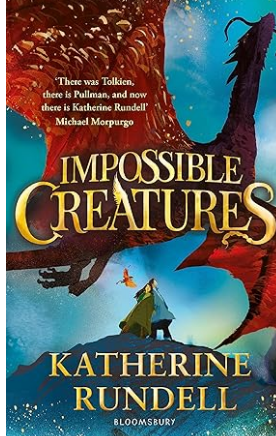 ‘There was Tolkien,
there is Pullman, and now
there is Katherine Rundell’
Michael Morpurgo
IMPOSSIBLE
CREATURES
KATHERINE
RUNDELL
BLOOMSBURY